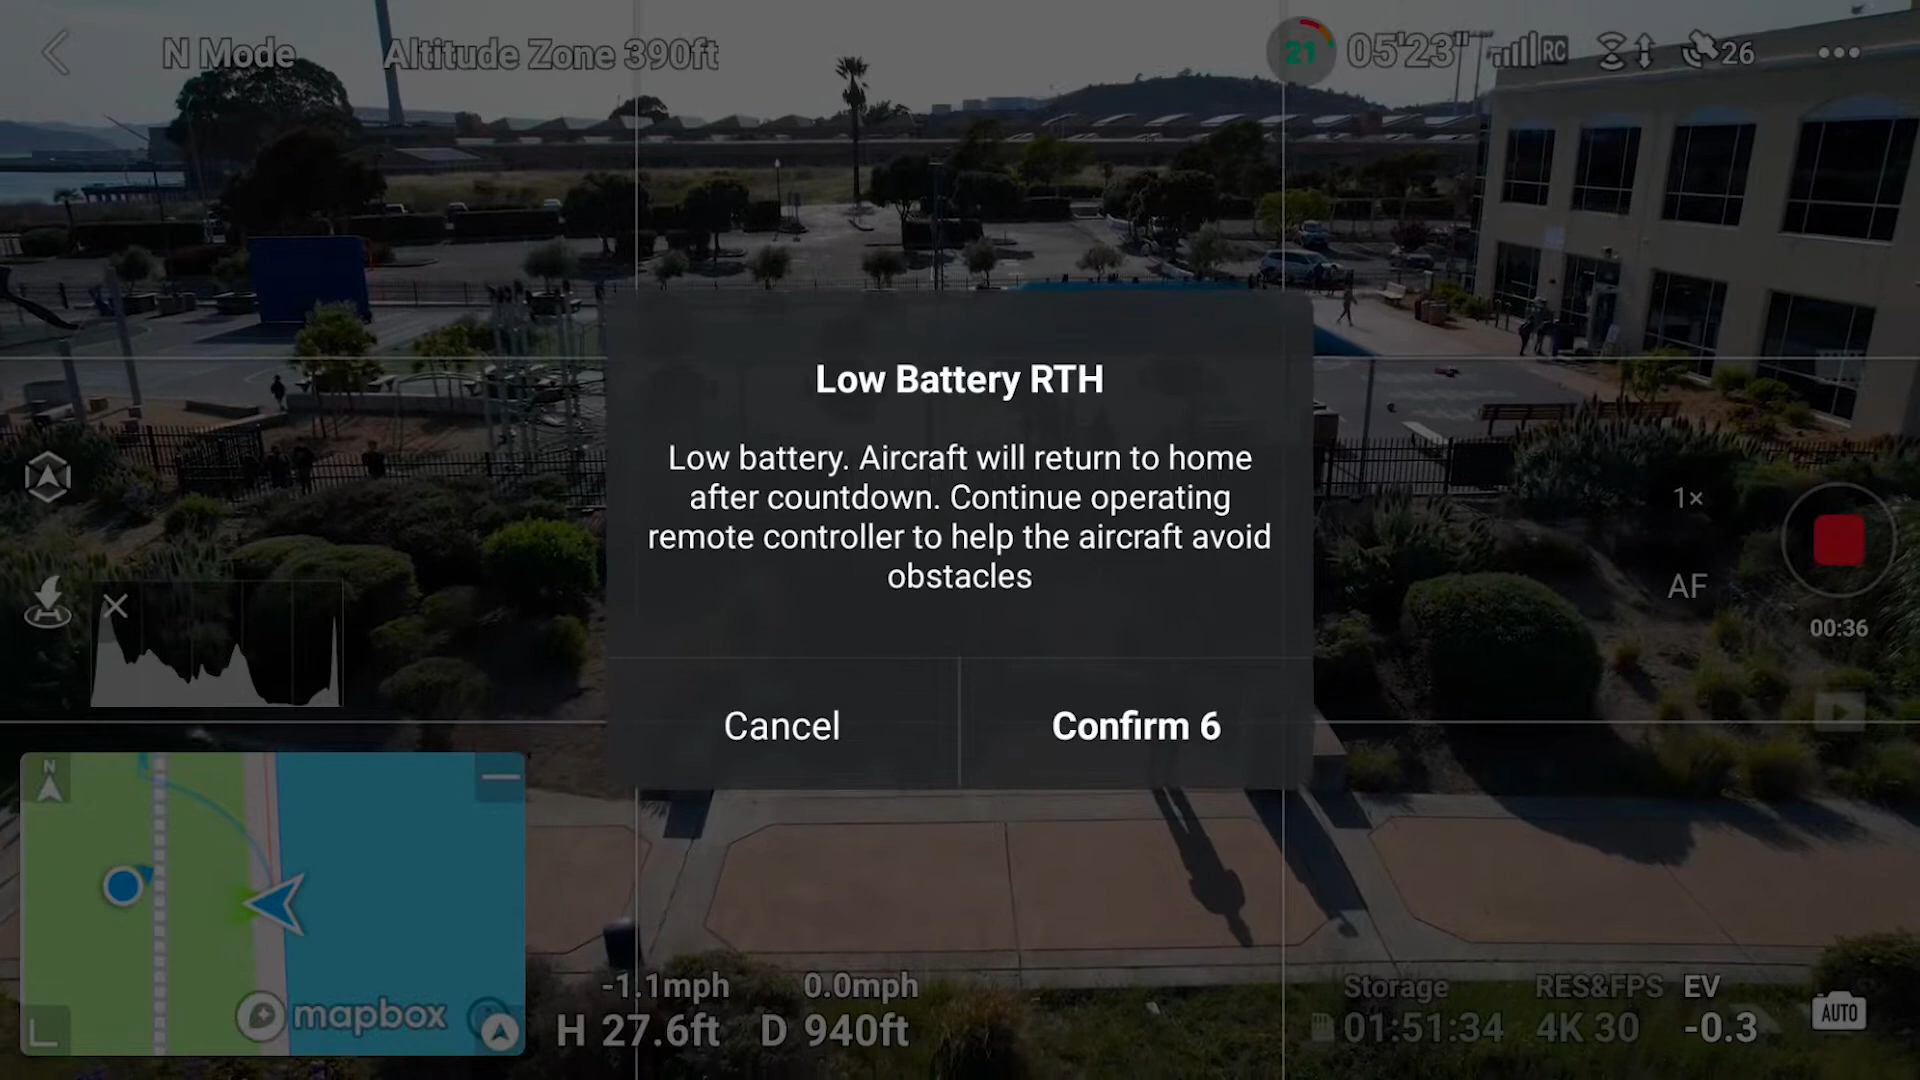 N Mode
Altitude Zone 390ft
21
05'23"
RC
26
Low Battery RTH
Low battery. Aircraft will return to home
after countdown. Continue operating
remote controller to help the aircraft avoid
obstacles
Cancel
Confirm 6
1×
AF
00:36
N
mapbox
-1.1mph
0.0mph
H 27.6ft
D 940ft
Storage
01:51:34
RES&FPS
4K 30
EV
-0.3
AUTO